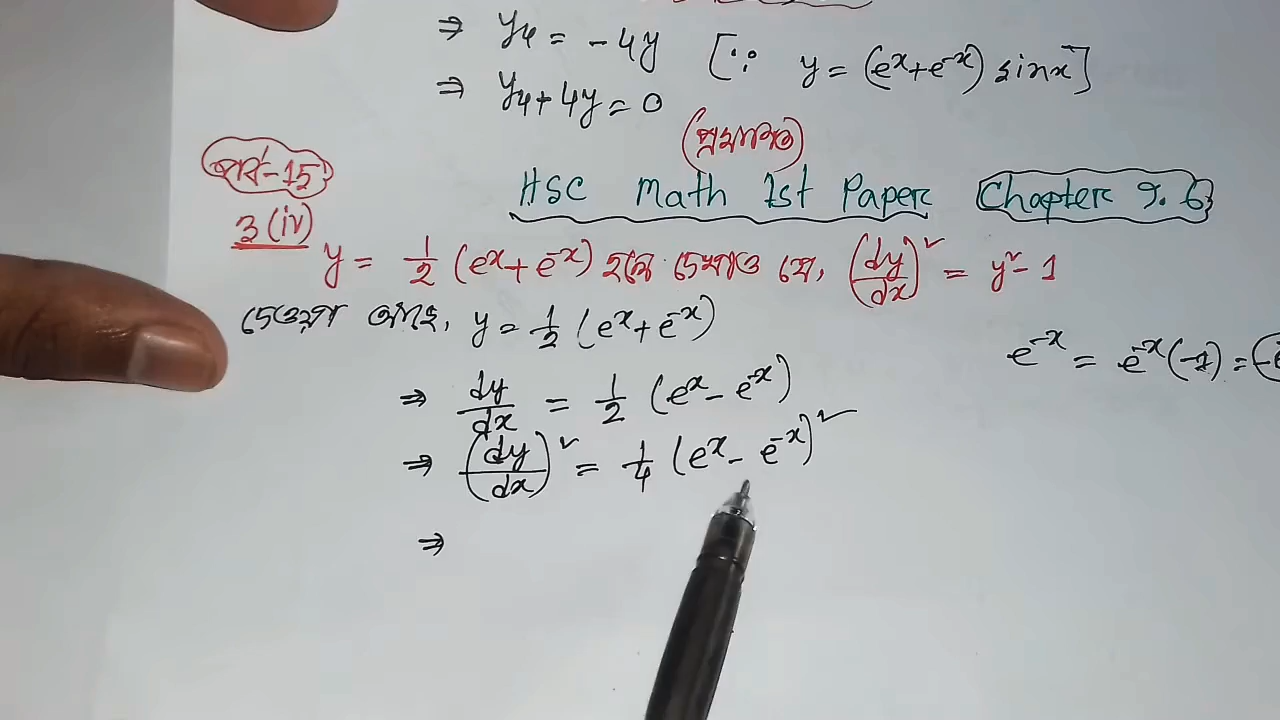 ⇒ y₄ = -4y [∵ y = (eˣ+e⁻ˣ) sinx]
⇒ y₄+4y = 0
(প্রমাণিত)
পর্ব-15
HSC Math 1st Paper Chapter 9.6
3(iv)
y = 1/2 (eˣ+e⁻ˣ) হলে দেখাও যে, (dy/dx)² = y² - 1
দেওয়া আছে, y = 1/2 (eˣ+e⁻ˣ)
e⁻ˣ = e⁻ˣ(-1) =
⇒ dy/dx = 1/2 (eˣ - e⁻ˣ)
⇒ (dy/dx)² = 1/4 (eˣ - e⁻ˣ)²
⇒